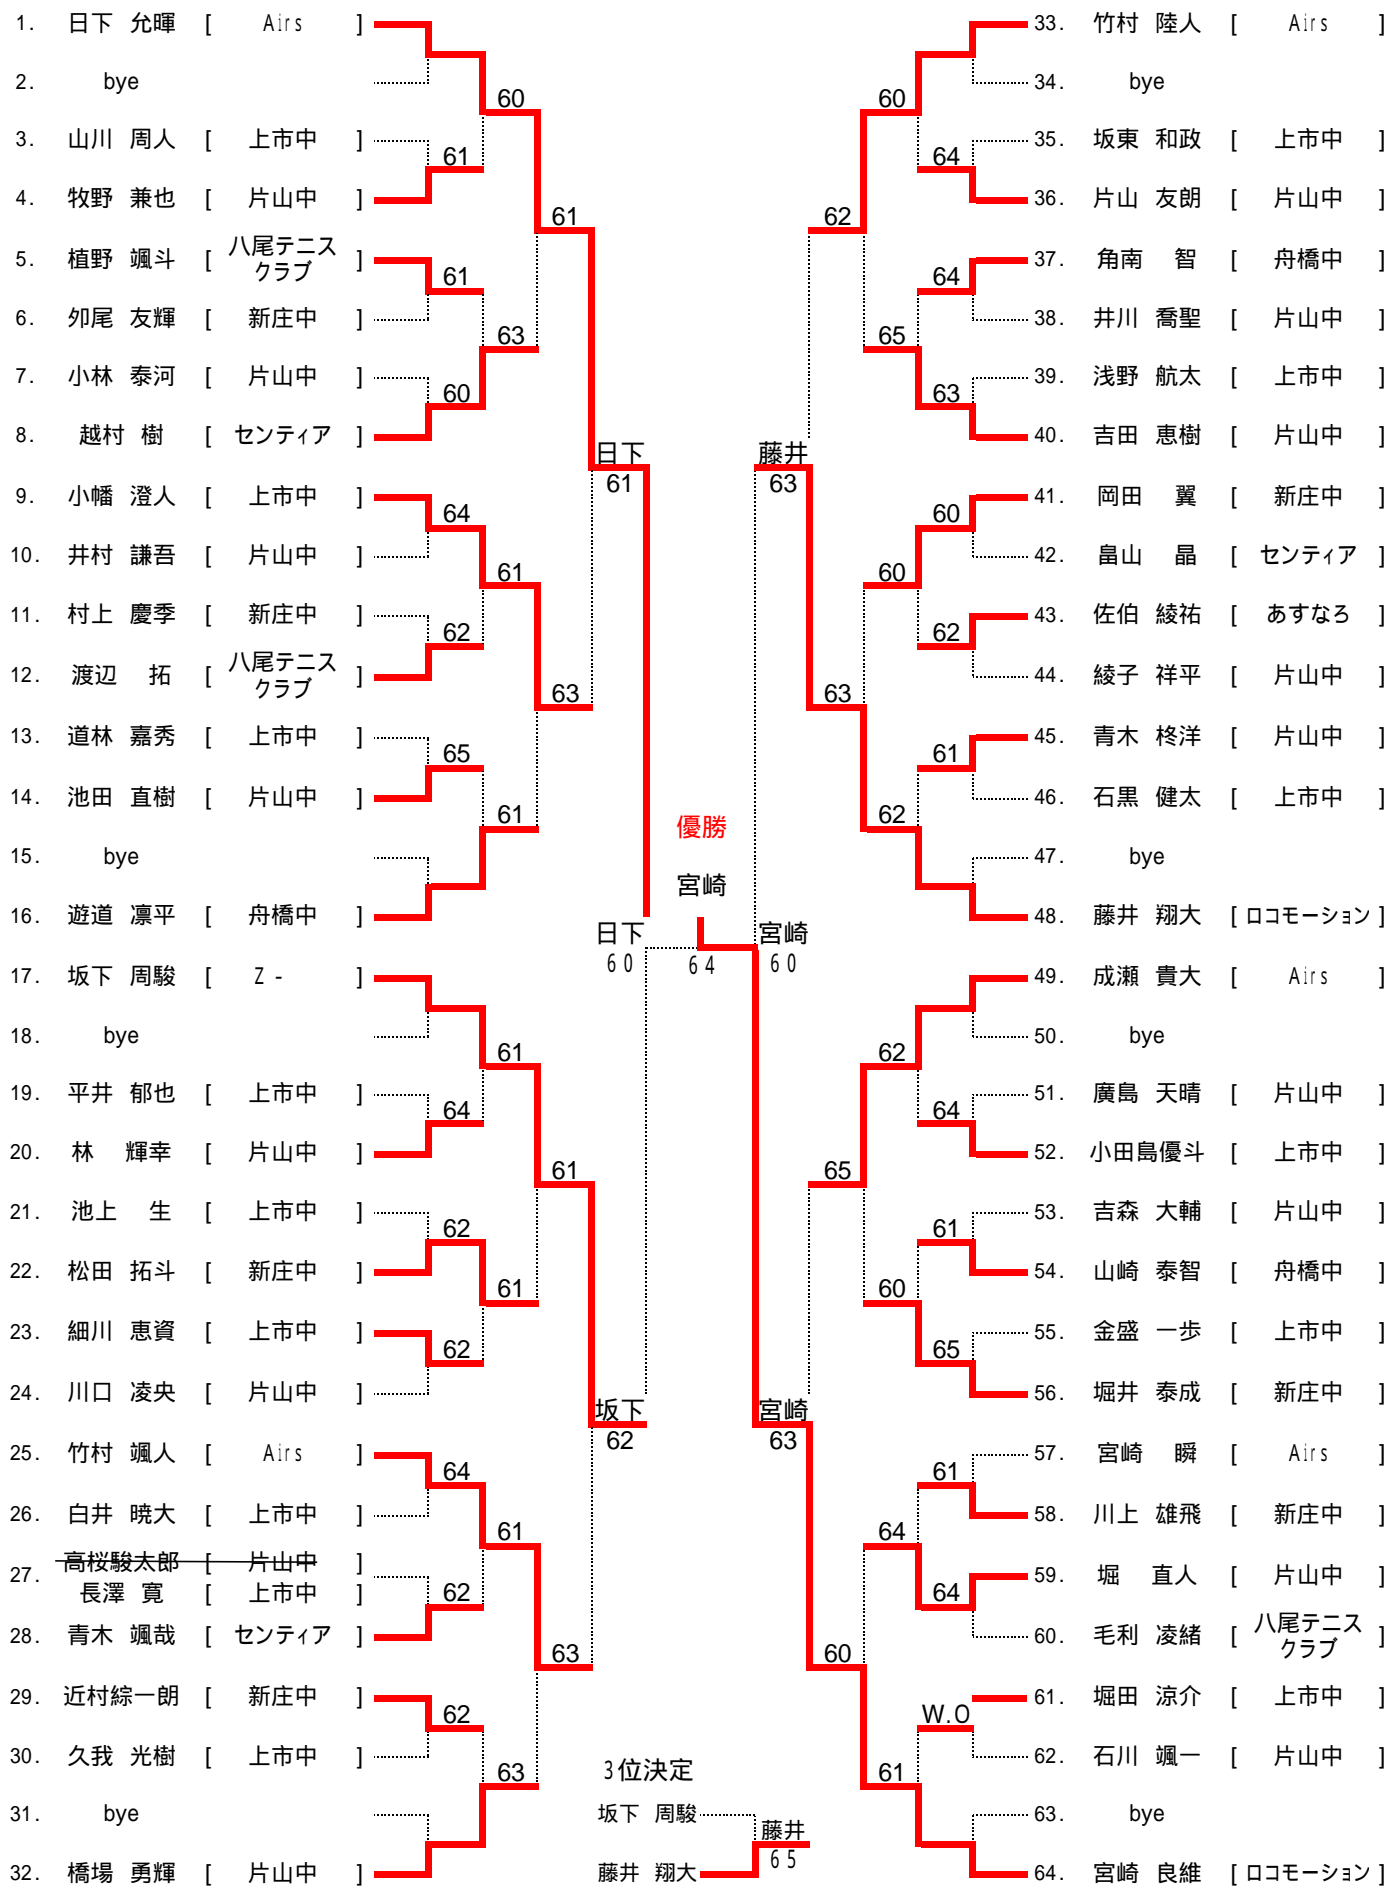 1. 日下 允暉 [ Airs ]
2. bye
60
3. 山川 周人 [ 上市中 ]
61
4. 牧野 兼也 [ 片山中 ]
61
5. 植野 颯斗 [ 八尾テニス
クラブ ]
61
6. 夘尾 友輝 [ 新庄中 ]
63
7. 小林 泰河 [ 片山中 ]
60
8. 越村 樹 [ センティア ]
日下
61
9. 小幡 澄人 [ 上市中 ]
64
10. 井村 謙吾 [ 片山中 ]
61
11. 村上 慶季 [ 新庄中 ]
62
12. 渡辺 拓 [ 八尾テニス
クラブ ]
63
13. 道林 嘉秀 [ 上市中 ]
65
14. 池田 直樹 [ 片山中 ]
61
15. bye
16. 遊道 凛平 [ 舟橋中 ]
日下
60
17. 坂下 周駿 [ Z - ]
18. bye
61
19. 平井 郁也 [ 上市中 ]
64
20. 林 輝幸 [ 片山中 ]
61
21. 池上 生 [ 上市中 ]
62
22. 松田 拓斗 [ 新庄中 ]
61
23. 細川 恵資 [ 上市中 ]
62
24. 川口 凌央 [ 片山中 ]
坂下
62
25. 竹村 颯人 [ Airs ]
64
26. 白井 暁大 [ 上市中 ]
61
27. 高桜駿太郎 [ 片山中 ]
長澤 寛 [ 上市中 ]
62
28. 青木 颯哉 [ センティア ]
63
29. 近村綜一朗 [ 新庄中 ]
62
30. 久我 光樹 [ 上市中 ]
63
31. bye
32. 橋場 勇輝 [ 片山中 ]
優勝
宮崎
64
3位決定
坂下 周駿
藤井
65
藤井 翔大
33. 竹村 陸人 [ Airs ]
34. bye
60
35. 坂東 和政 [ 上市中 ]
64
36. 片山 友朗 [ 片山中 ]
62
37. 角南 智 [ 舟橋中 ]
64
38. 井川 喬聖 [ 片山中 ]
65
39. 浅野 航太 [ 上市中 ]
63
40. 吉田 恵樹 [ 片山中 ]
藤井
63
41. 岡田 翼 [ 新庄中 ]
60
42. 畠山 晶 [ センティア ]
60
43. 佐伯 綾祐 [ あすなろ ]
62
44. 綾子 祥平 [ 片山中 ]
63
45. 青木 柊洋 [ 片山中 ]
61
46. 石黒 健太 [ 上市中 ]
62
47. bye
48. 藤井 翔大 [ ロコモーション ]
宮崎
60
49. 成瀬 貴大 [ Airs ]
50. bye
62
51. 廣島 天晴 [ 片山中 ]
64
52. 小田島優斗 [ 上市中 ]
65
53. 吉森 大輔 [ 片山中 ]
61
54. 山崎 泰智 [ 舟橋中 ]
60
55. 金盛 一歩 [ 上市中 ]
65
56. 堀井 泰成 [ 新庄中 ]
宮崎
63
57. 宮崎 瞬 [ Airs ]
61
58. 川上 雄飛 [ 新庄中 ]
64
59. 堀 直人 [ 片山中 ]
64
60. 毛利 凌緒 [ 八尾テニス
クラブ ]
60
61. 堀田 涼介 [ 上市中 ]
W.O
62. 石川 颯一 [ 片山中 ]
61
63. bye
64. 宮崎 良維 [ ロコモーション ]